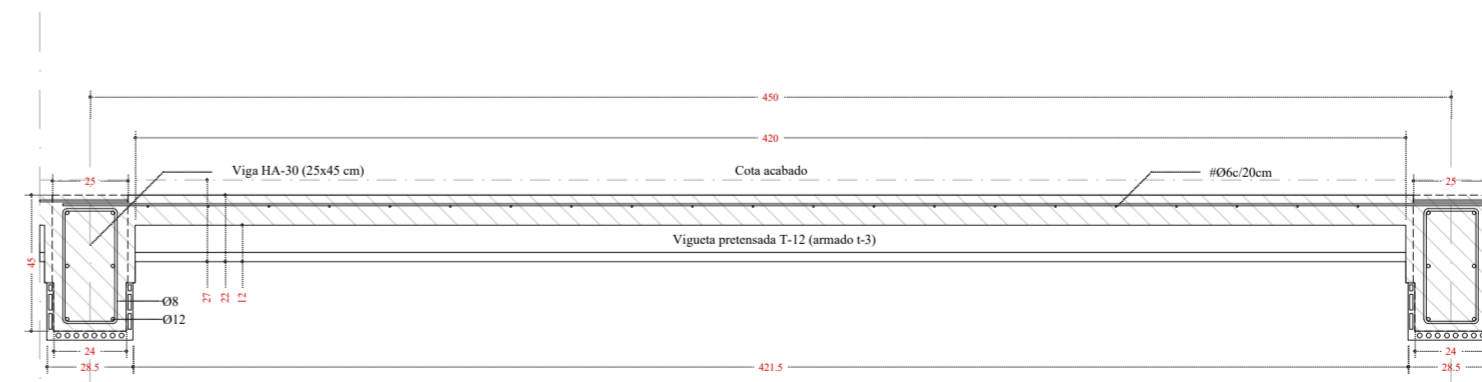 450
420
25
Viga HA-30 (25x45 cm)
Cota acabado
#Ø6c/20cm
25
Vigueta pretensada T-12 (armado t-3)
45
27
22
12
Ø8
Ø12
24
24
28.5
421.5
28.5